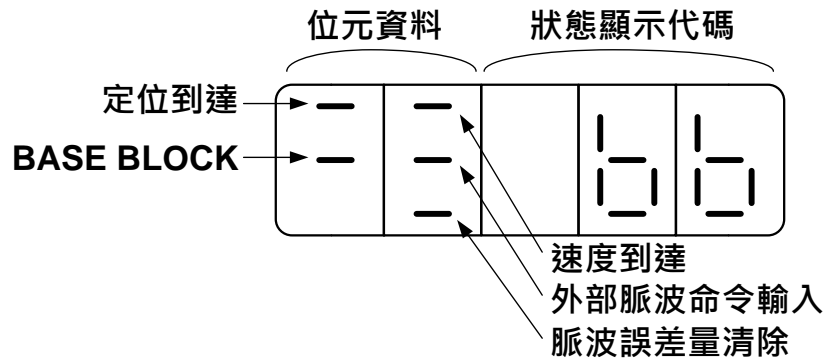 位元資料 狀態顯示代碼
定位到達
BASE BLOCK
bb
速度到達
外部脈波命令輸入
脈波誤差量清除